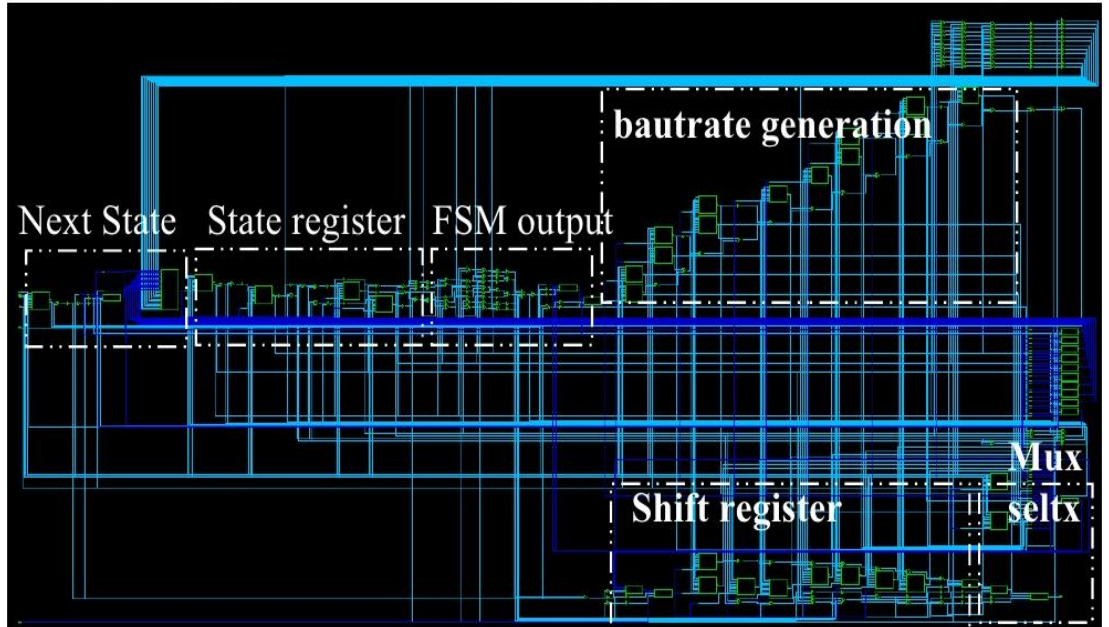 bautrate generation
Next State
State register
FSM output
Mux
Shift register
seltx